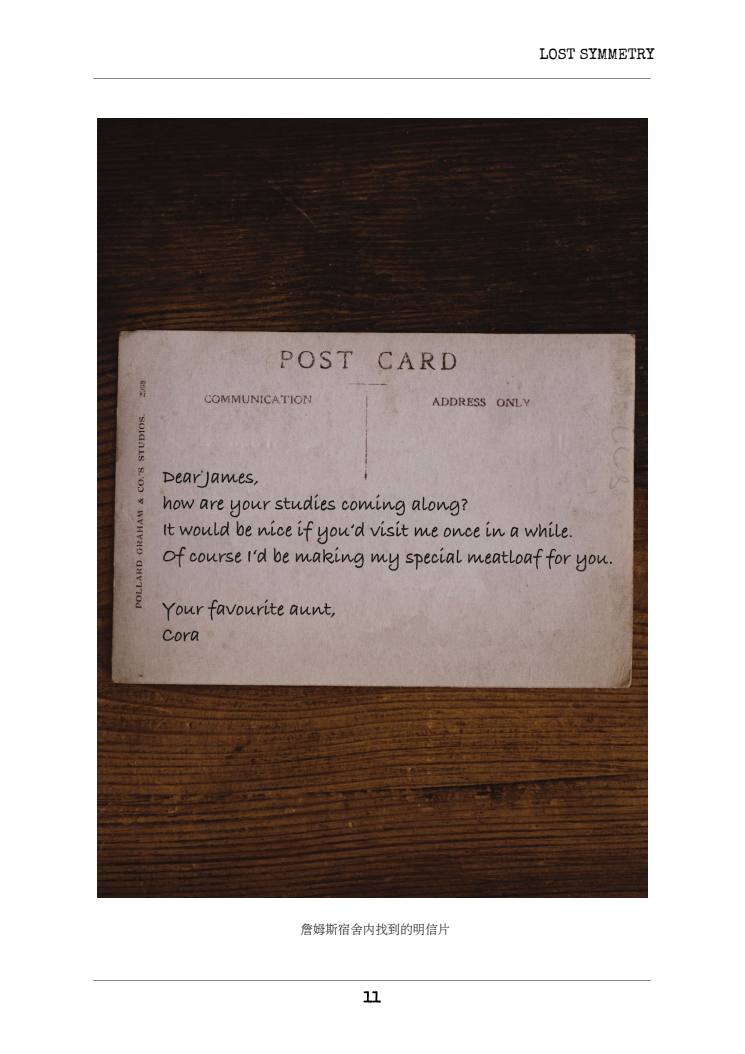 LOST SYMMETRY
POST CARD
COMMUNICATION
ADDRESS ONLY
POLLARD GRAHAM & CO.'S STUDIOS.
Dear James,
how are your studies coming along?
It would be nice if you'd visit me once in a while.
Of course I'd be making my special meatloaf for you.
Your favourite aunt,
Cora
詹姆斯宿舍内找到的明信片
11